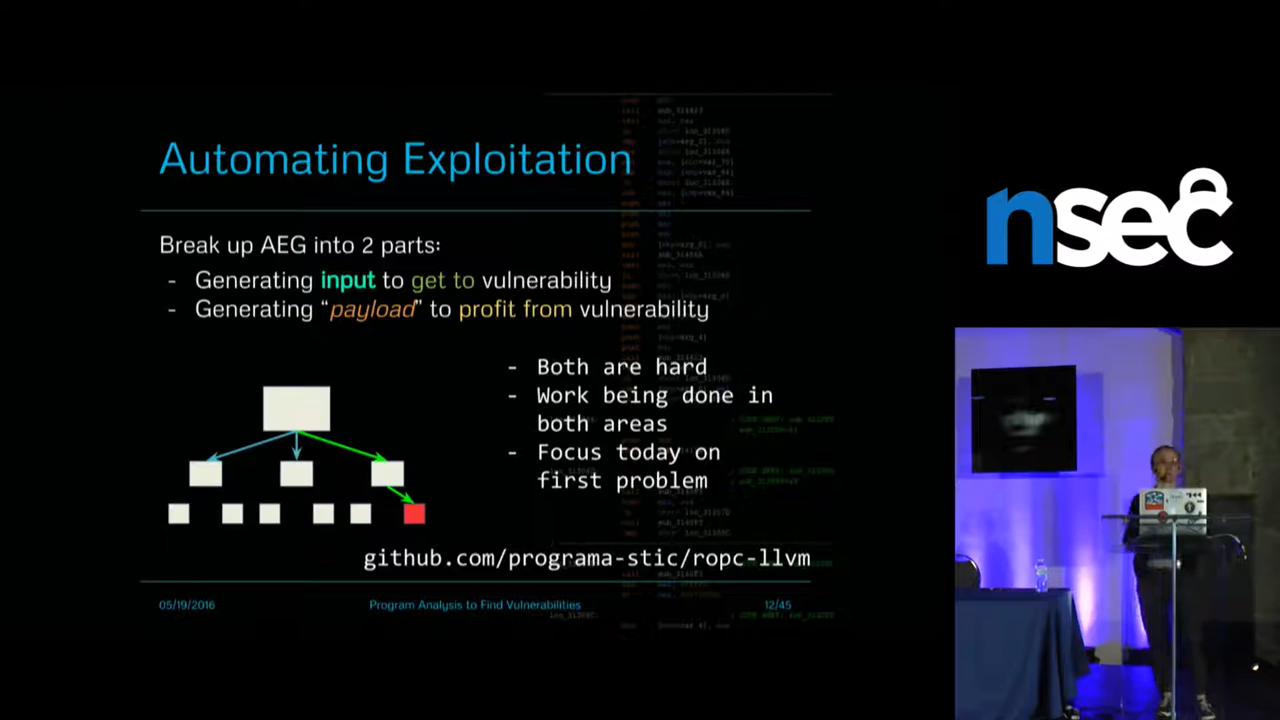 Automating Exploitation
Break up AEG into 2 parts:
- Generating input to get to vulnerability
- Generating “payload” to profit from vulnerability
- Both are hard
- Work being done in
both areas
- Focus today on
first problem
github.com/programa-stic/ropc-llvm
05/19/2016
Program Analysis to Find Vulnerabilities
12/45
nsec